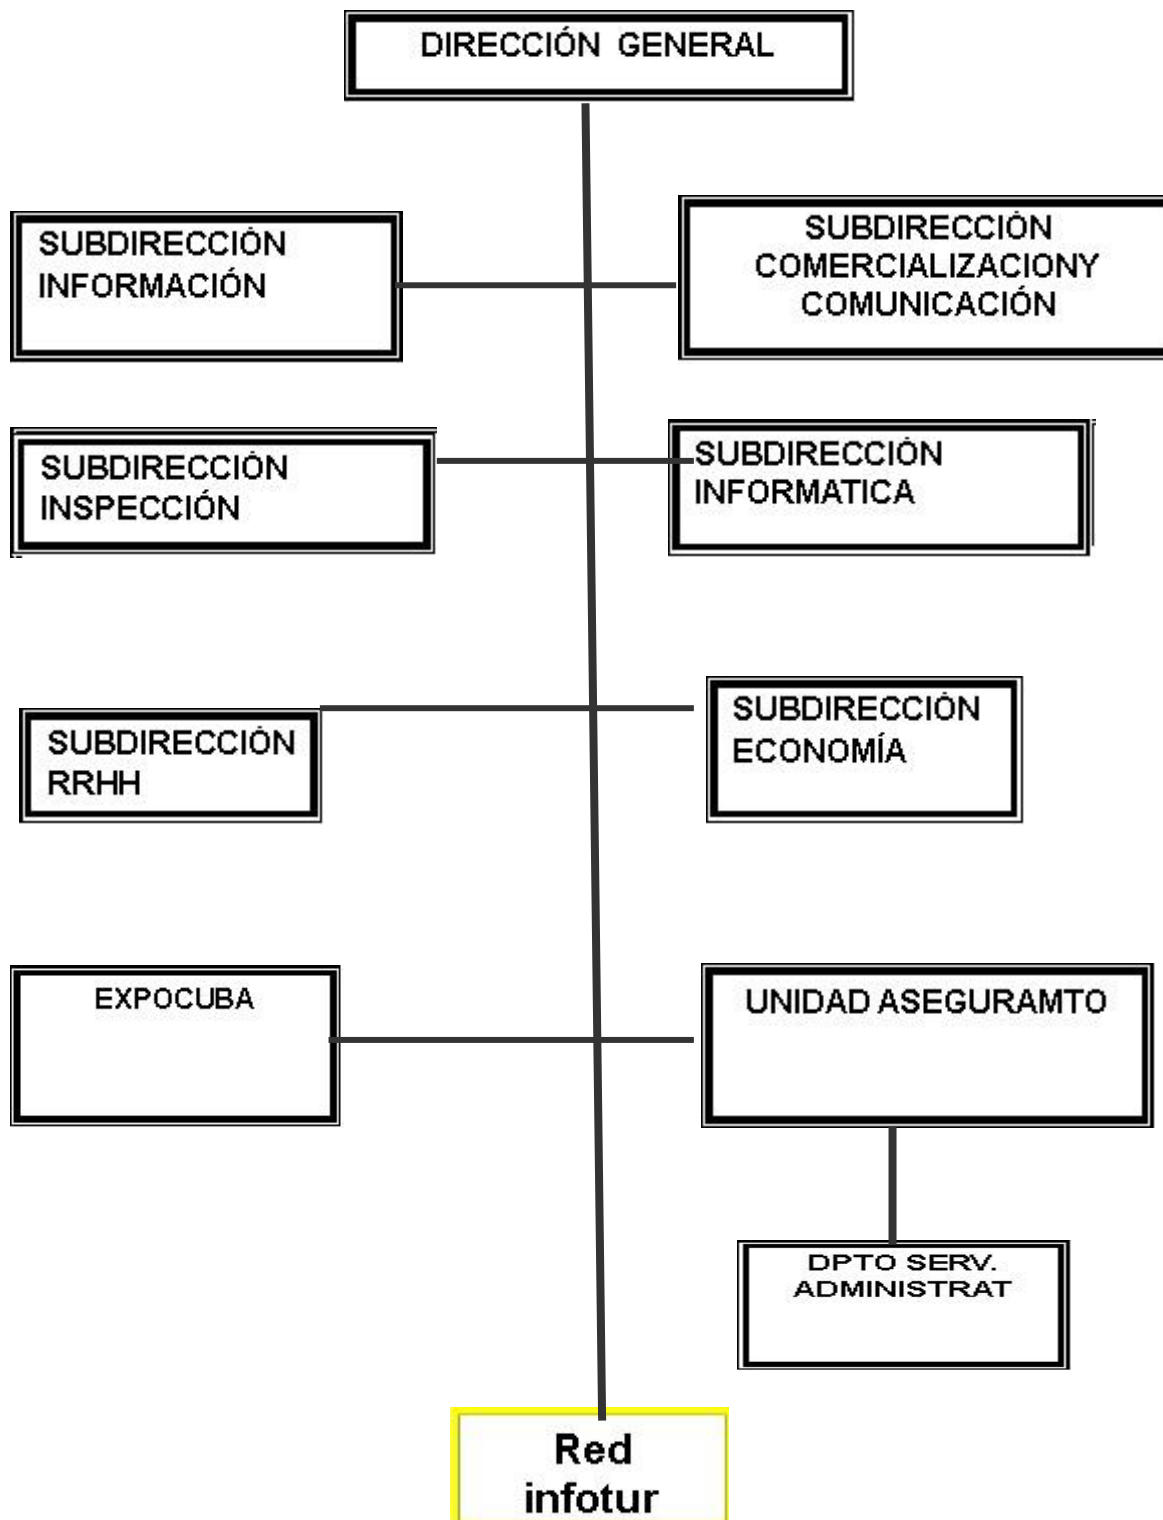 DIRECCIÓN GENERAL
SUBDIRECCIÓN
INFORMACIÓN
SUBDIRECCIÓN
COMERCIALIZACIONY
COMUNICACIÓN
SUBDIRECCIÓN
INSPECCIÓN
SUBDIRECCIÓN
INFORMATICA
SUBDIRECCIÓN
RRHH
SUBDIRECCIÓN
ECONOMÍA
EXPOCUBA
UNIDAD ASEGURAMTO
DPTO SERV.
ADMINISTRAT
Red
infotur